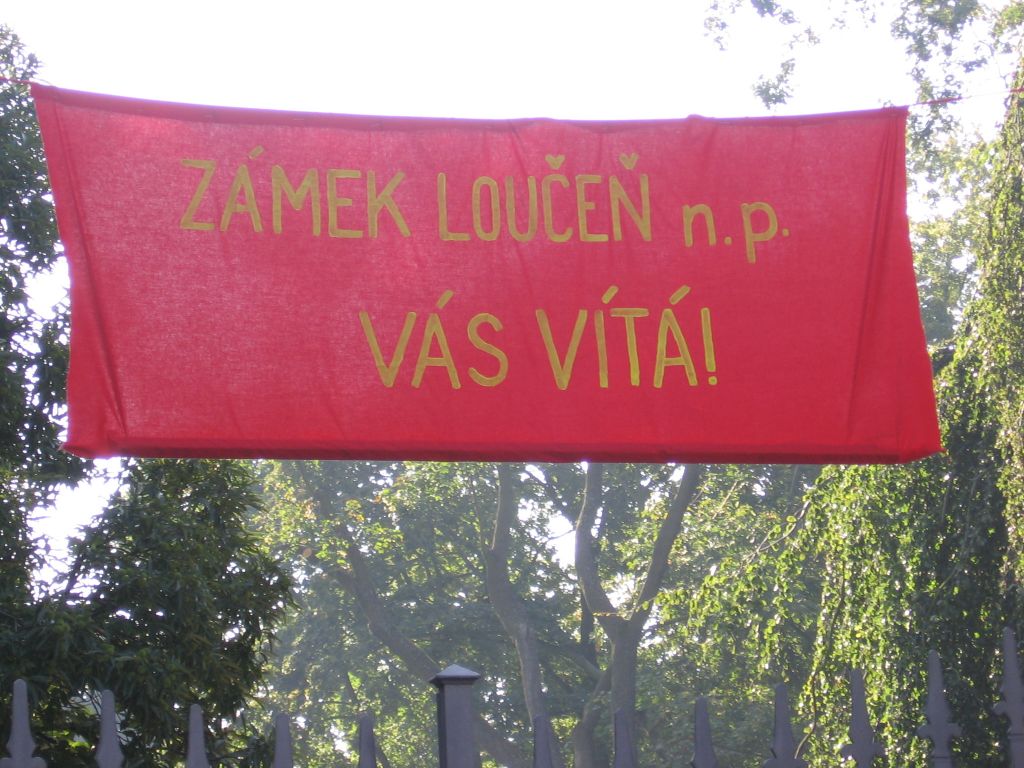 ZÁMEK LOUČEŇ n.p.
VÁS VÍTÁ!